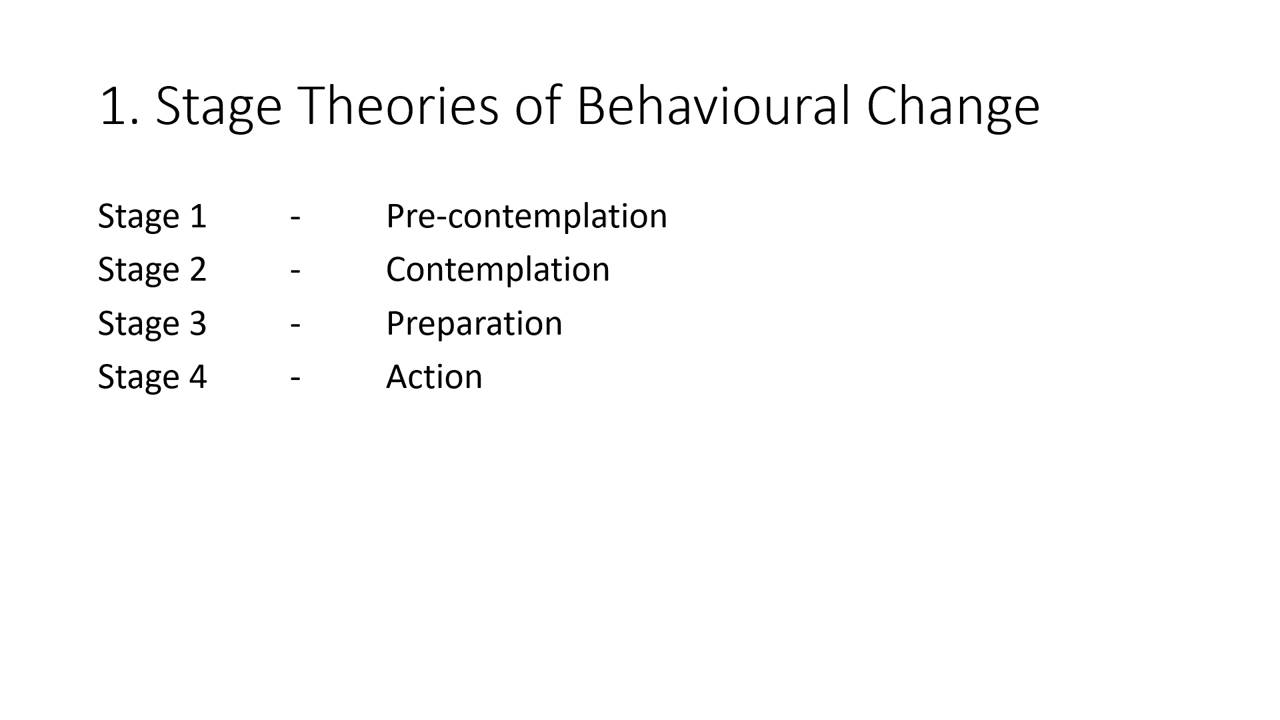 1. Stage Theories of Behavioural Change
Stage 1 - Pre-contemplation
Stage 2 - Contemplation
Stage 3 - Preparation
Stage 4 - Action